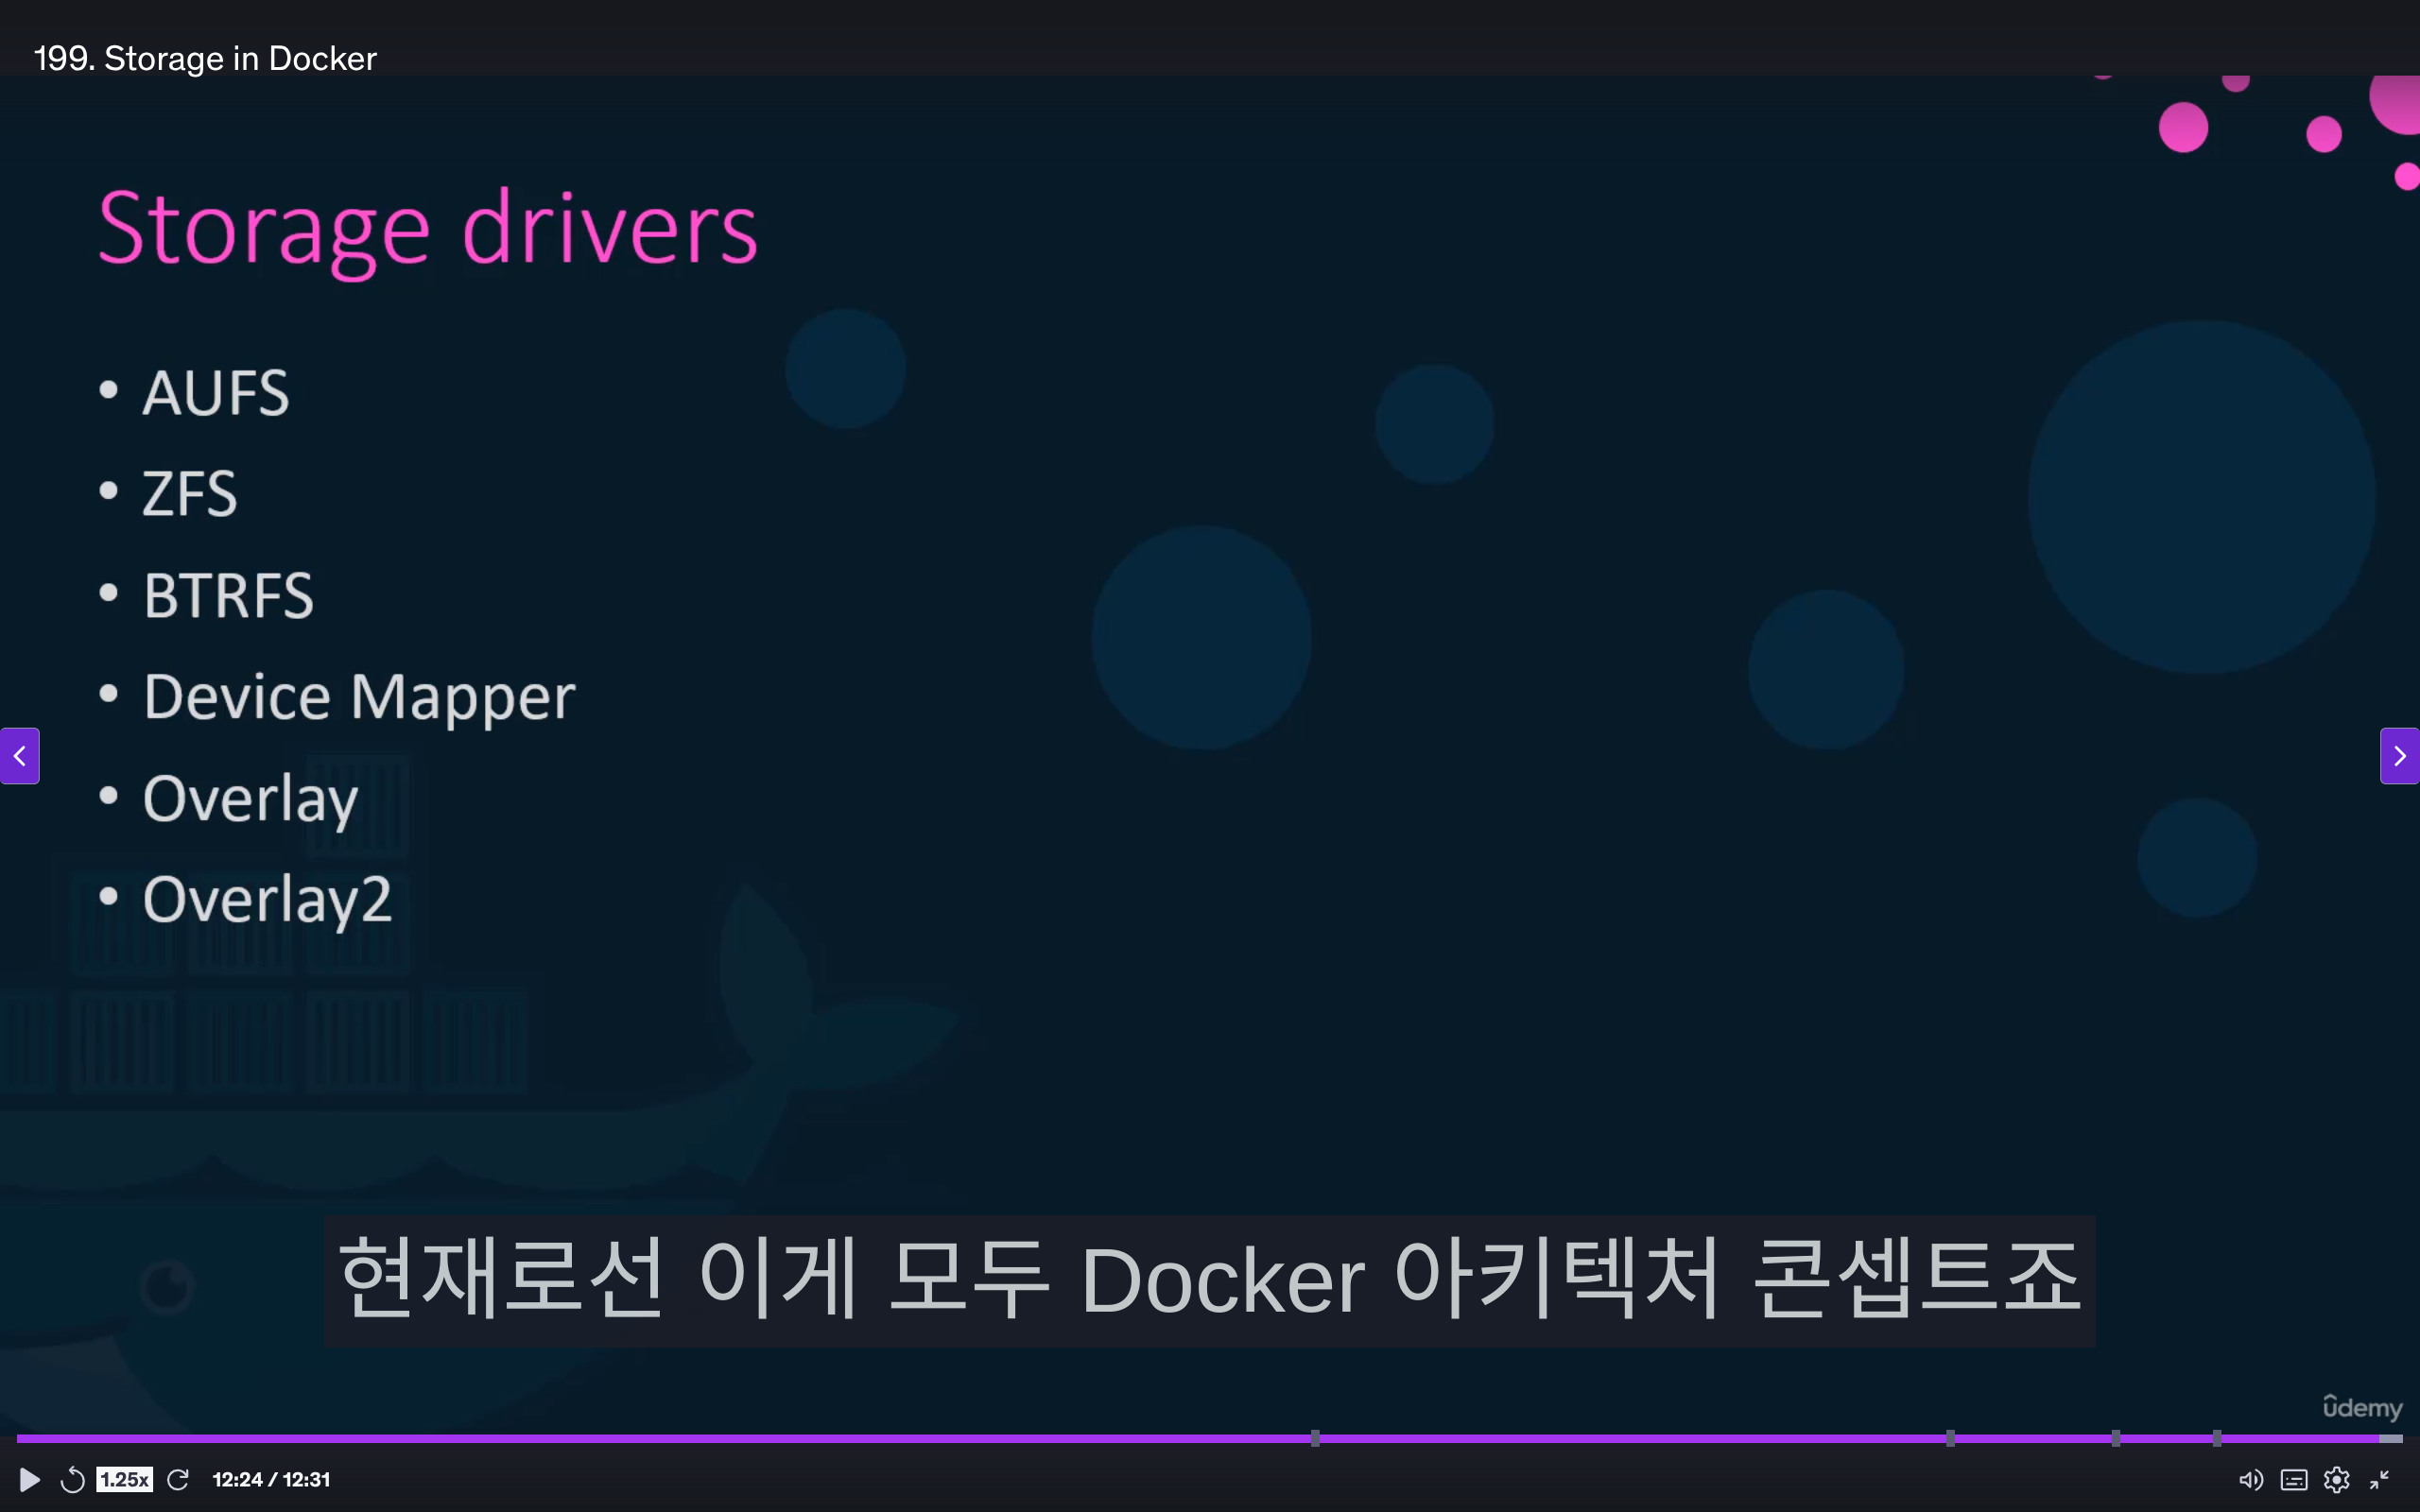 199. Storage in Docker
Storage drivers
• AUFS
• ZFS
• BTRFS
• Device Mapper
• Overlay
• Overlay2
현재로선 이게 모두 Docker 아키텍처 콘셉트죠
ûdemy
1.25x
12:24 / 12:31